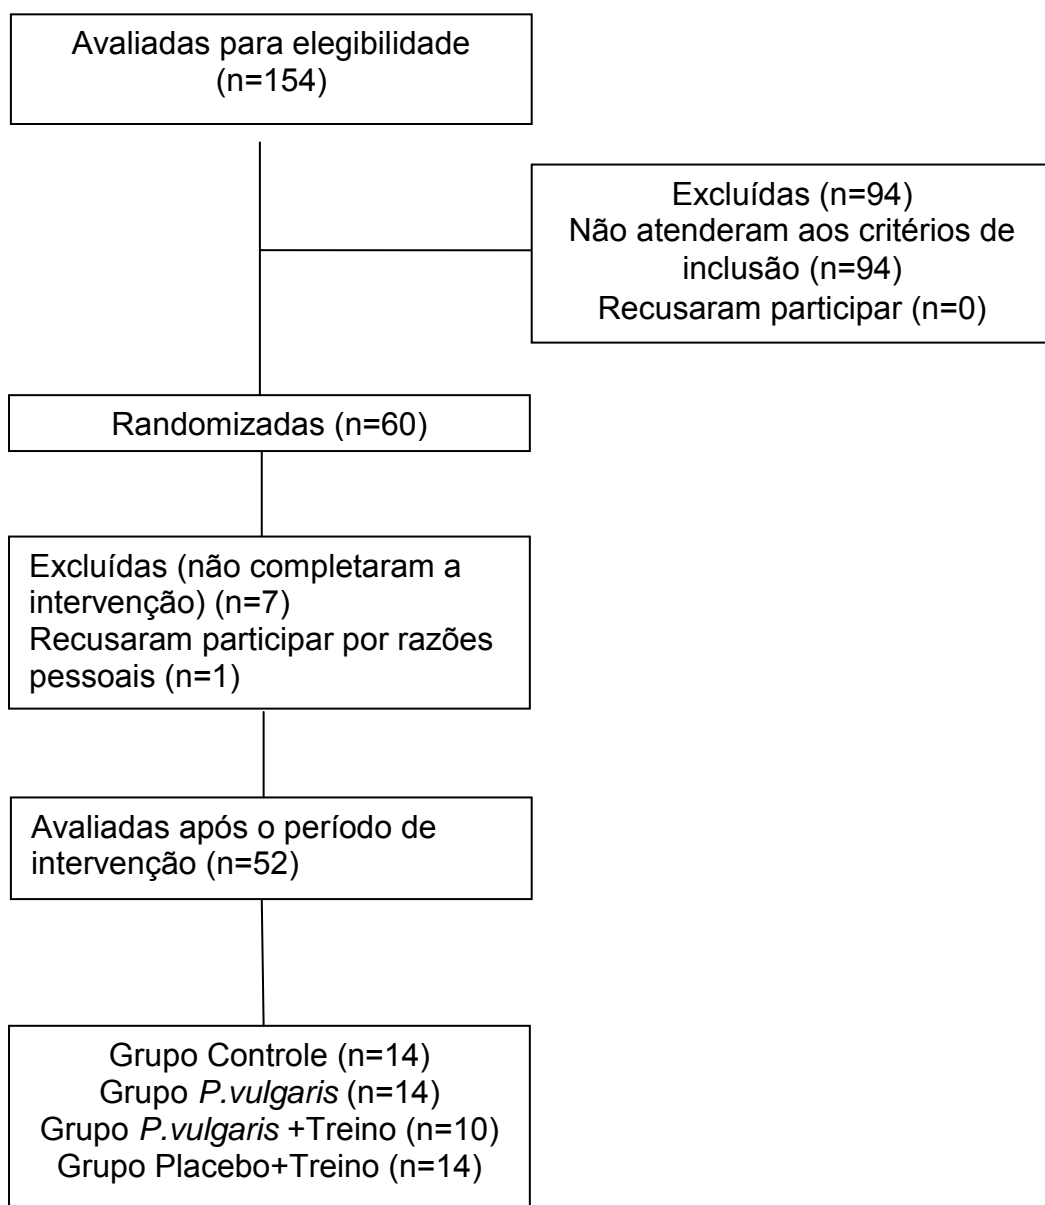 Avaliadas para elegibilidade
(n=154)
Excluídas (n=94)
Não atenderam aos critérios de
inclusão (n=94)
Recusaram participar (n=0)
Randomizadas (n=60)
Excluídas (não completaram a
intervenção) (n=7)
Recusaram participar por razões
pessoais (n=1)
Avaliadas após o período de
intervenção (n=52)
Grupo Controle (n=14)
Grupo P.vulgaris (n=14)
Grupo P.vulgaris +Treino (n=10)
Grupo Placebo+Treino (n=14)